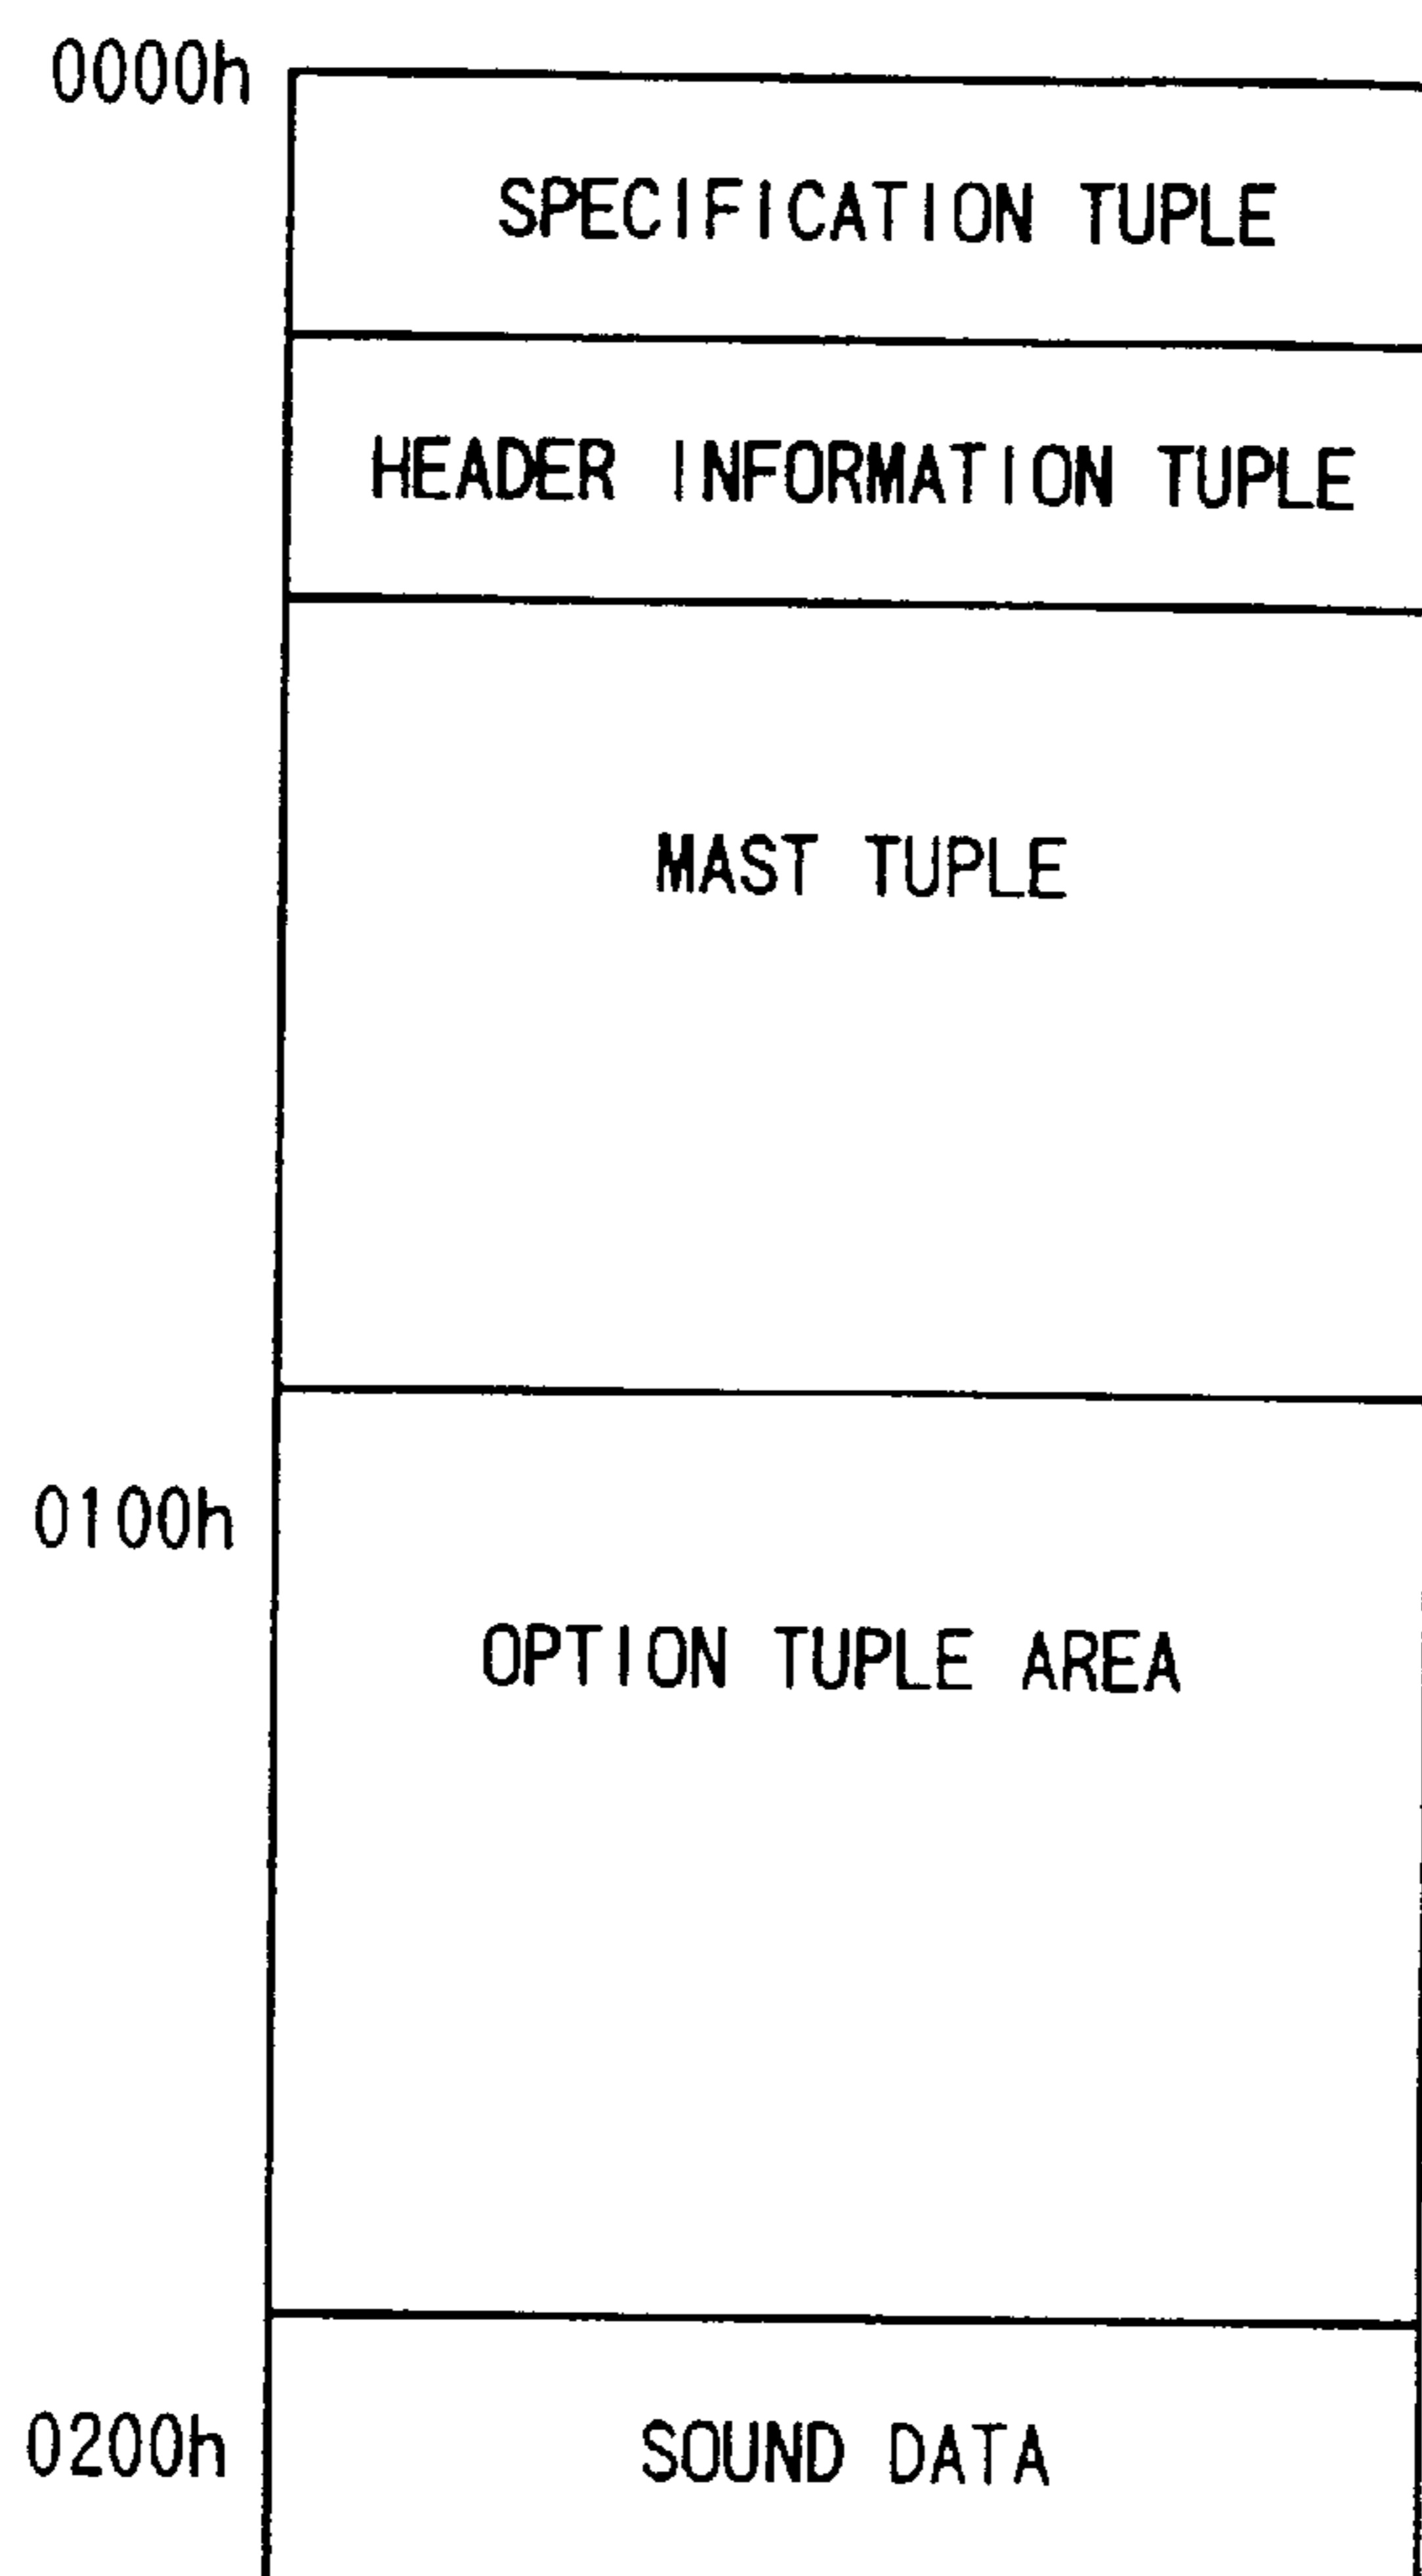 0000h
SPECIFICATION TUPLE
HEADER INFORMATION TUPLE
MAST TUPLE
0100h
OPTION TUPLE AREA
0200h SOUND DATA